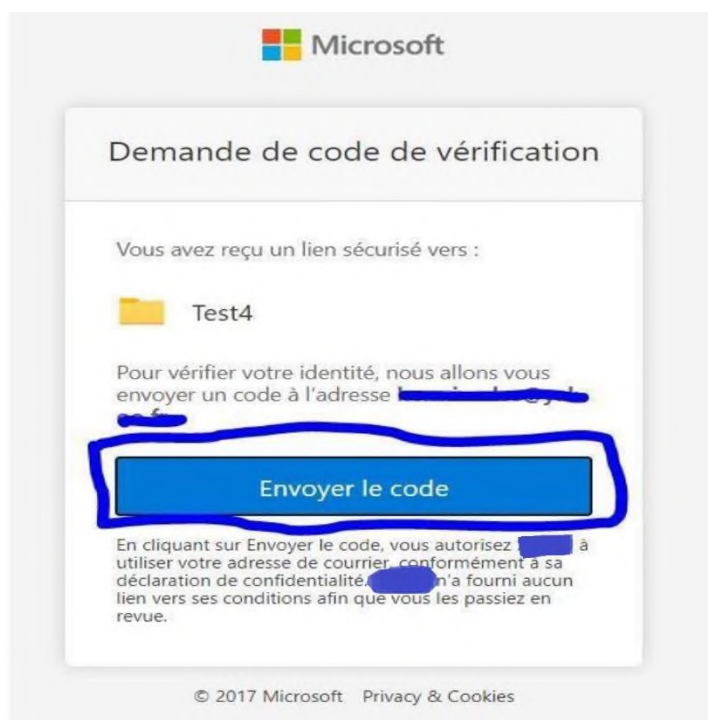 Microsoft
Demande de code de vérification
Vous avez reçu un lien sécurisé vers :
Test4
Pour vérifier votre identité, nous allons vous
envoyer un code à l'adresse
Envoyer le code
En cliquant sur Envoyer le code, vous autorisez à
utiliser votre adresse de courrier, conformément à sa
déclaration de confidentialité. n'a fourni aucun
lien vers ses conditions afin que vous les passiez en
revue.
© 2017 Microsoft Privacy & Cookies